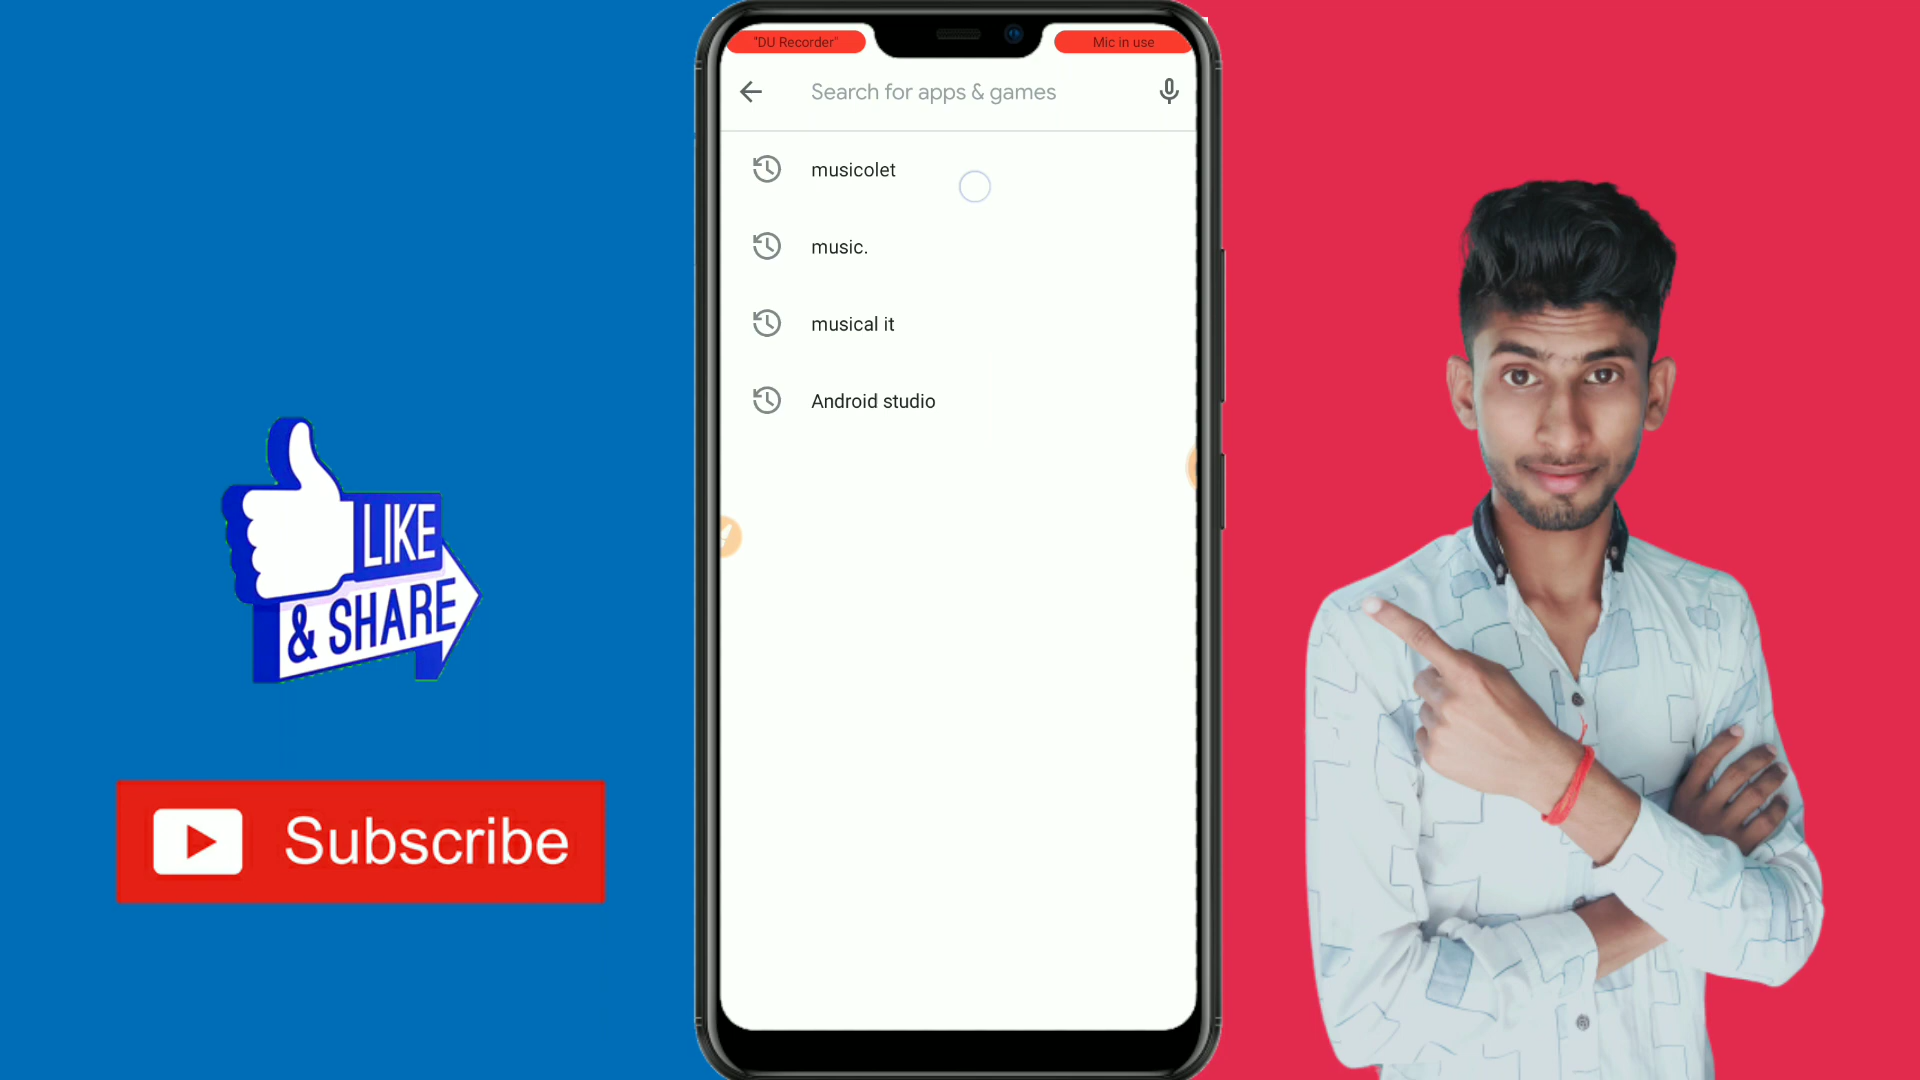 "DU Recorder"
Mic in use
Search for apps & games
musicolet
music.
musical it
Android studio
LIKE
& SHARE
Subscribe